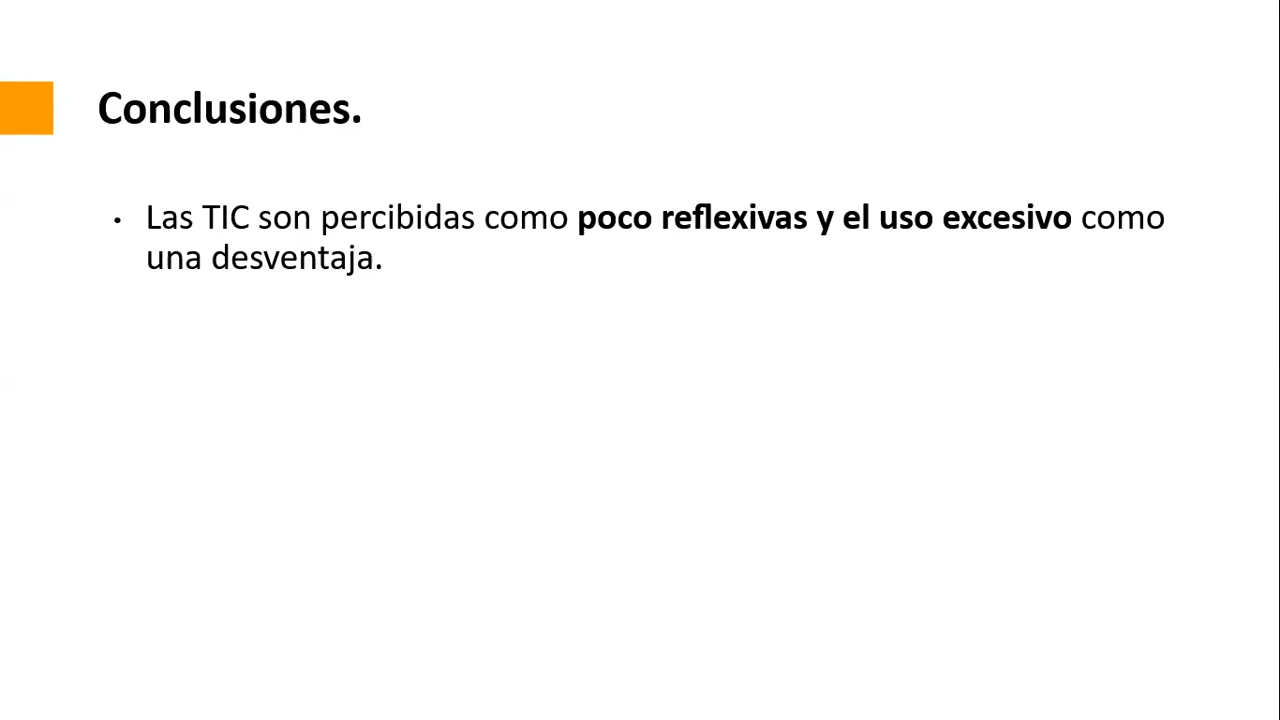 Conclusiones.
• Las TIC son percibidas como poco reflexivas y el uso excesivo como
una desventaja.